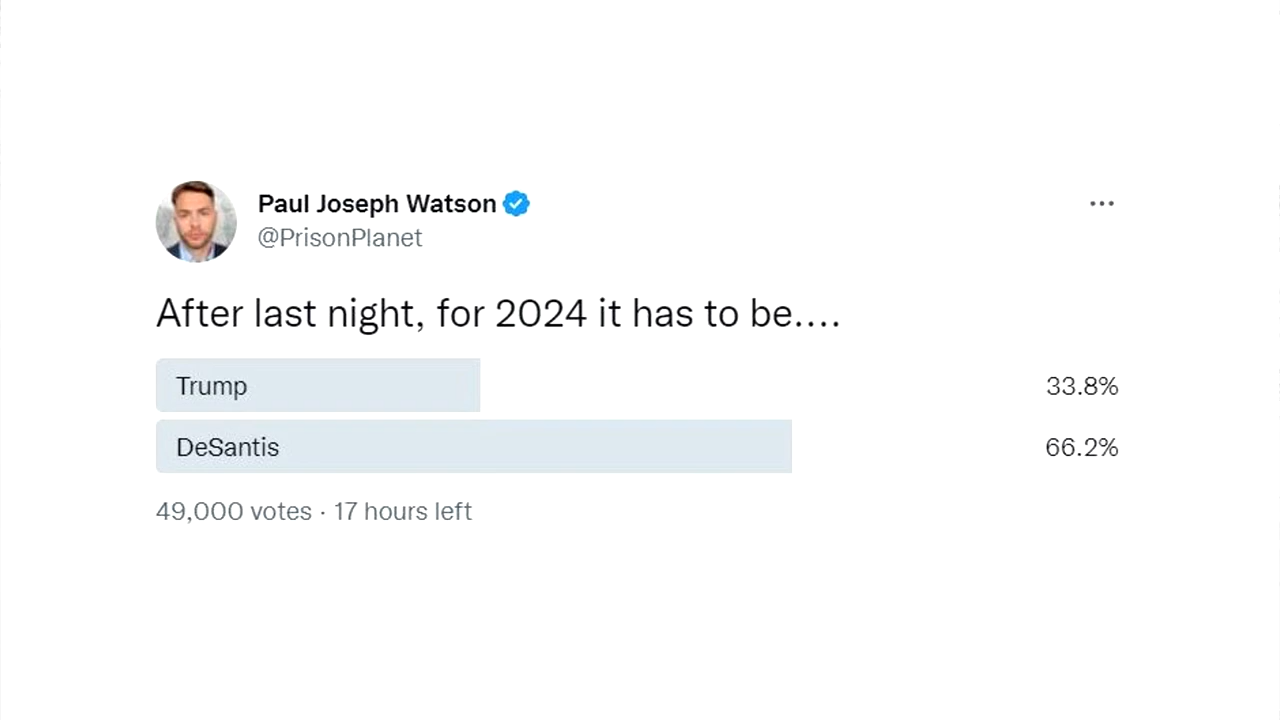 Paul Joseph Watson
@PrisonPlanet
After last night, for 2024 it has to be....
Trump 33.8%
DeSantis 66.2%
49,000 votes · 17 hours left